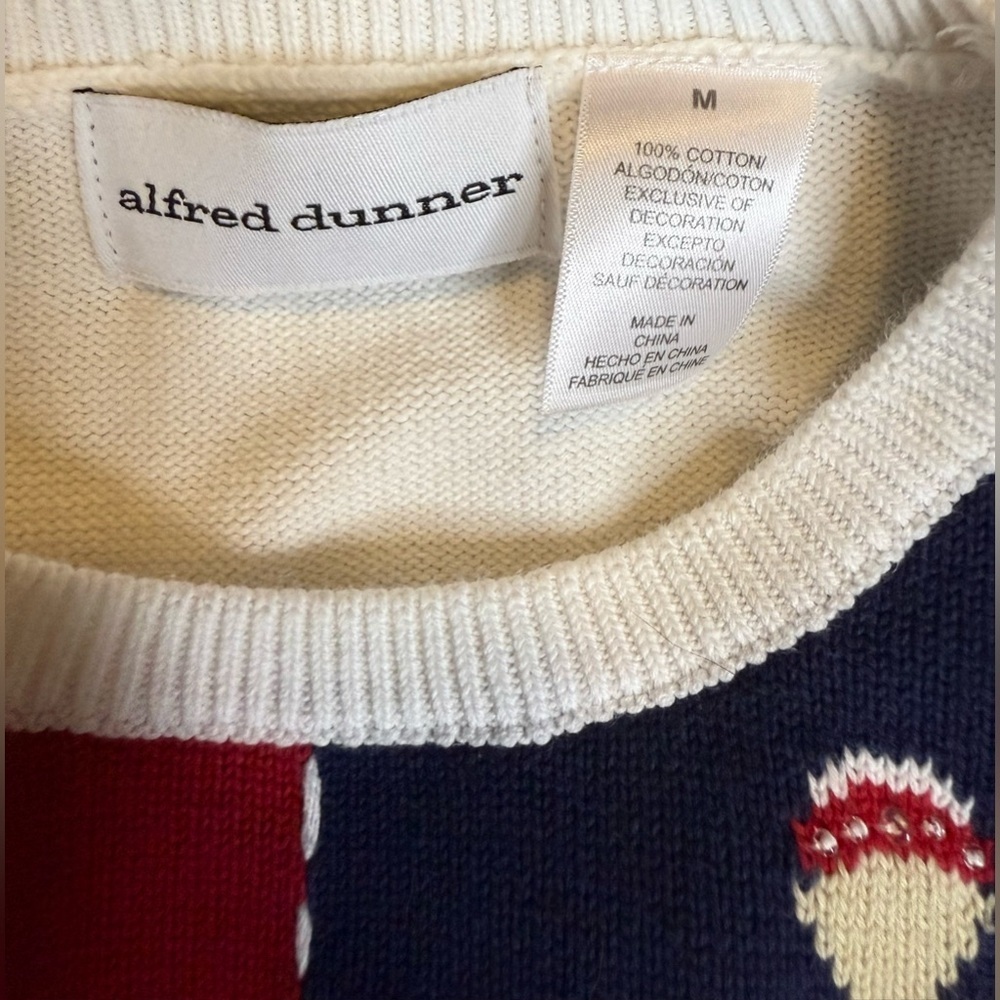 alfred dunner
M
100% COTTON/
ALGODÓN/COTON
EXCLUSIVE OF
DECORATION
EXCEPTO
DECORACIÓN
SAUF DÉCORATION
MADE IN
CHINA
HECHO EN CHINA
FABRIQUÉ EN CHINE